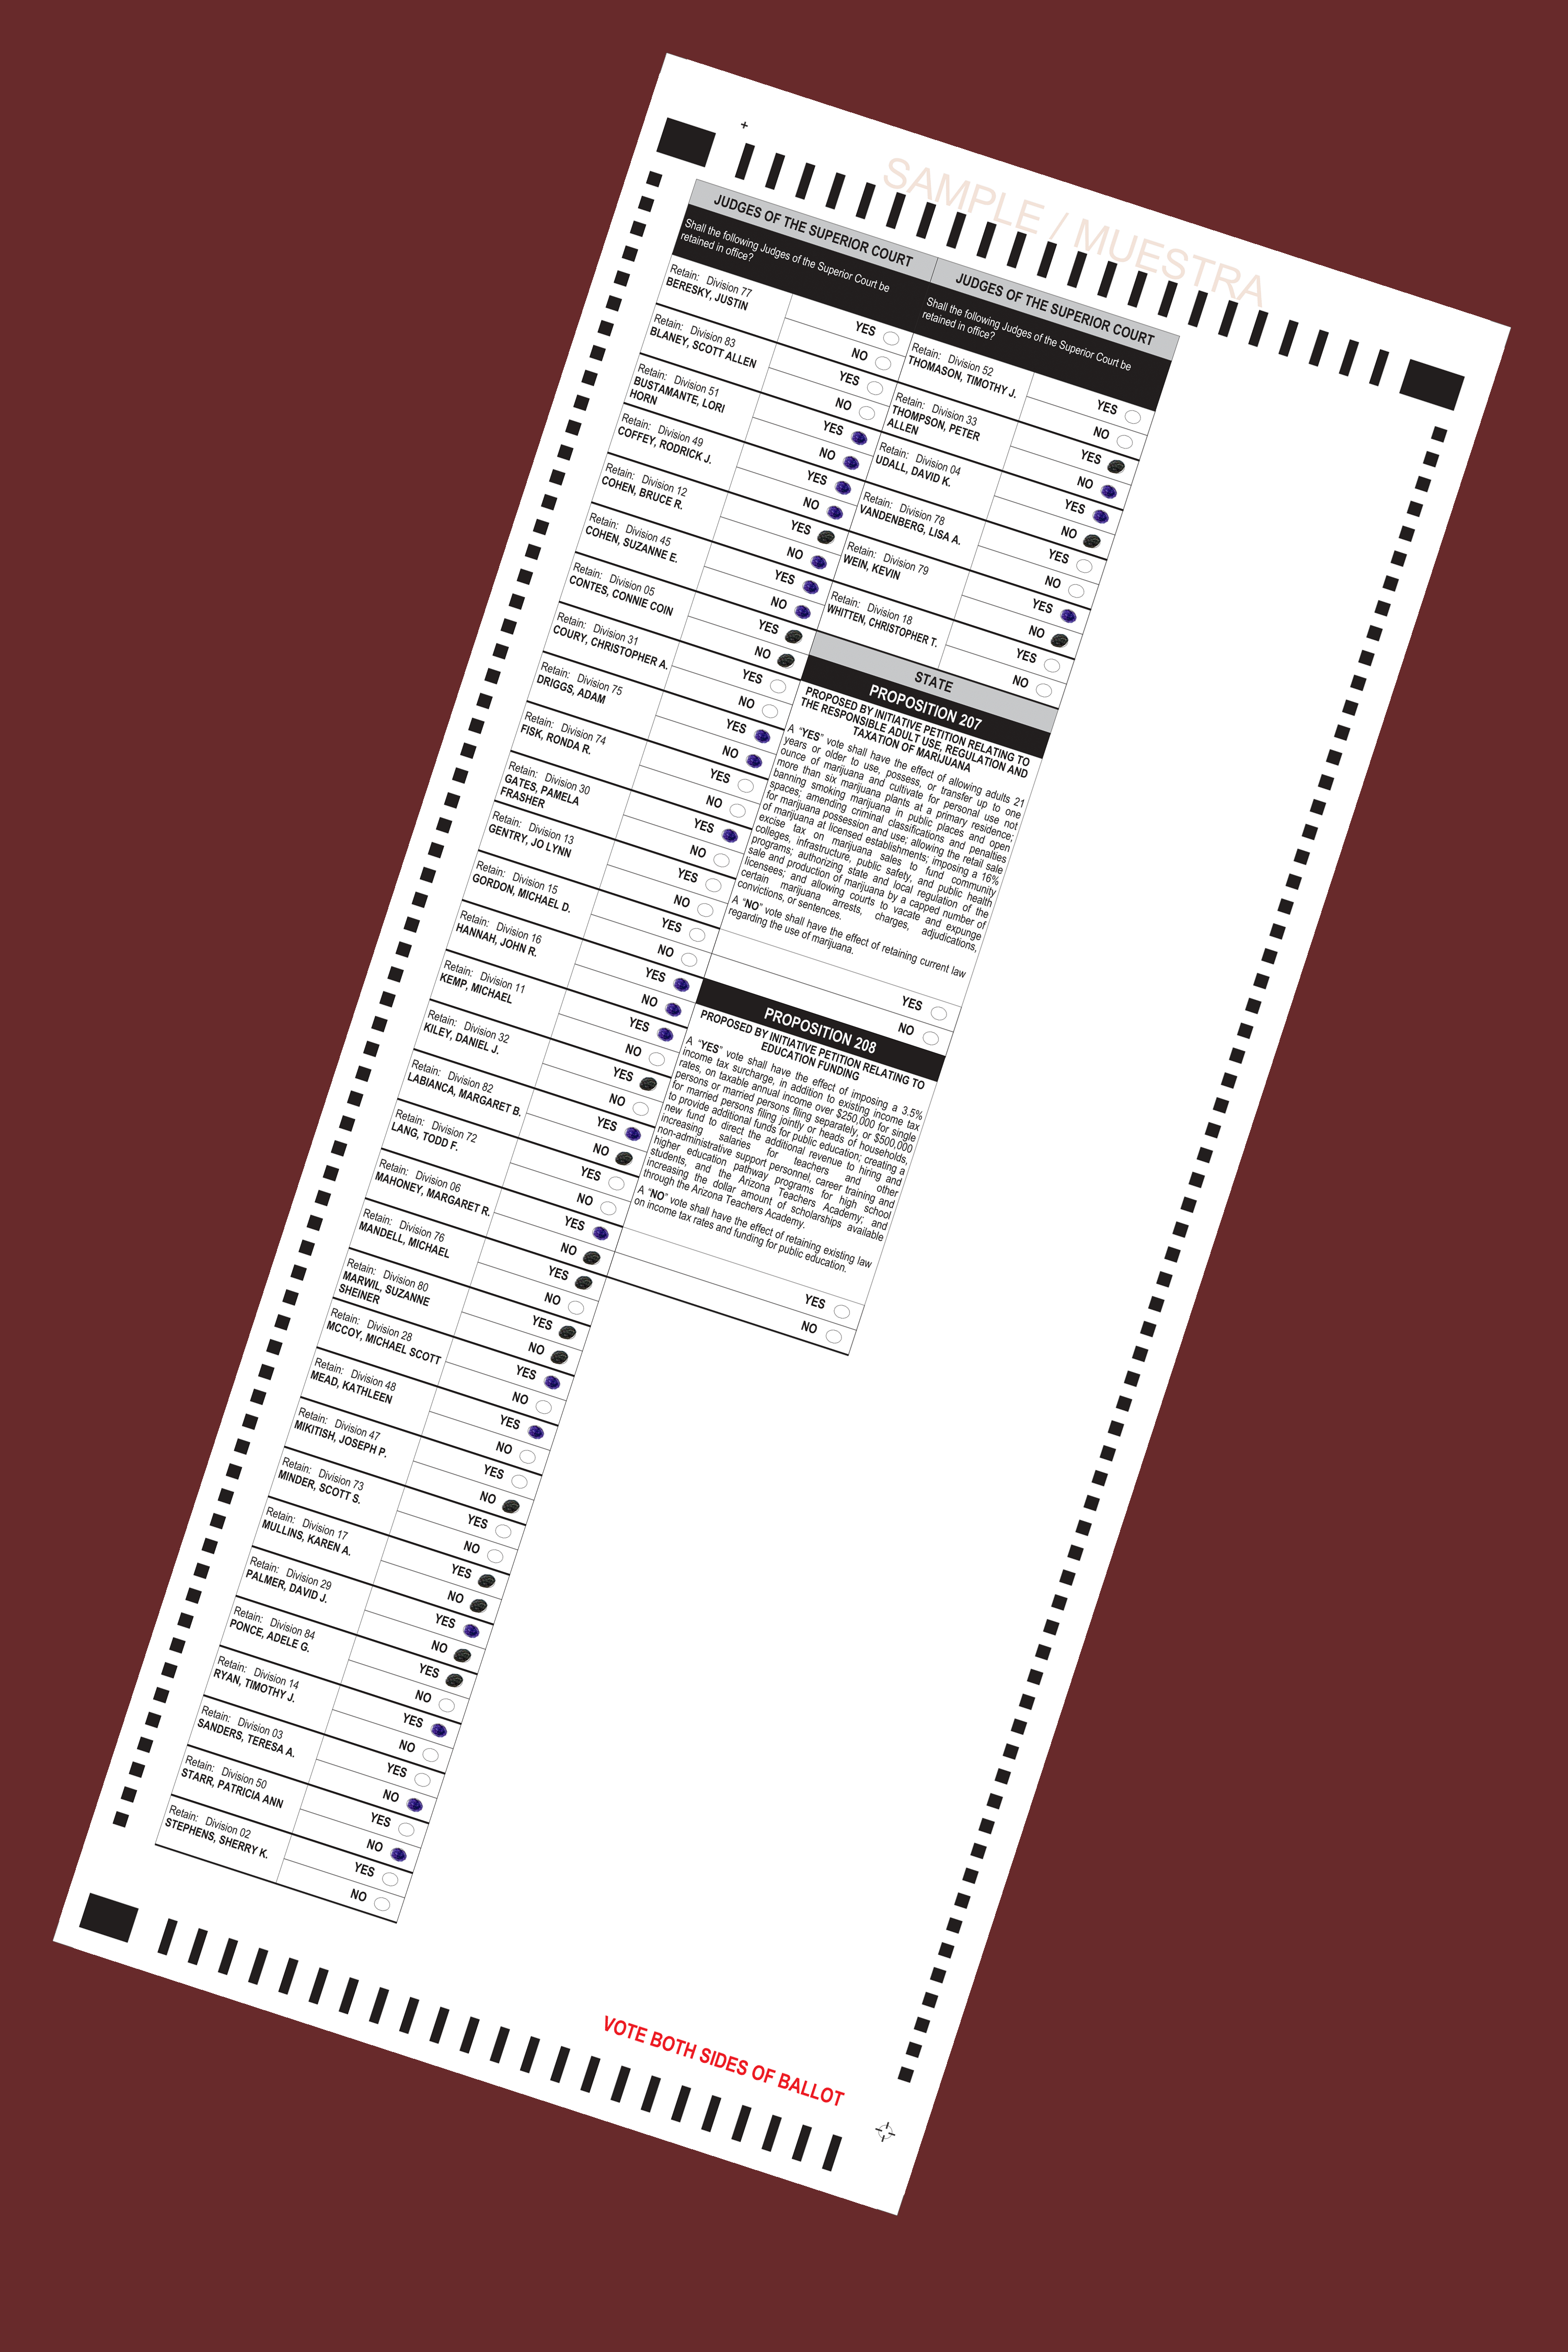 SAMPLE / MUESTRA
JUDGES OF THE SUPERIOR COURT
Shall the following Judges of the Superior Court be
retained in office?
Retain: Division 77
BERESKY, JUSTIN
YES
NO
Retain: Division 83
BLANEY, SCOTT ALLEN
YES
NO
Retain: Division 51
BUSTAMANTE, LORI
HORN
YES
NO
Retain: Division 49
COFFEY, RODRICK J.
YES
NO
Retain: Division 12
COHEN, BRUCE R.
YES
NO
Retain: Division 45
COHEN, SUZANNE E.
YES
NO
Retain: Division 05
CONTES, CONNIE COIN
YES
NO
Retain: Division 31
COURY, CHRISTOPHER A.
YES
NO
Retain: Division 75
DRIGGS, ADAM
YES
NO
Retain: Division 74
FISK, RONDA R.
YES
NO
Retain: Division 30
GATES, PAMELA
FRASHER
YES
NO
Retain: Division 13
GENTRY, JO LYNN
YES
NO
Retain: Division 15
GORDON, MICHAEL D.
YES
NO
Retain: Division 16
HANNAH, JOHN R.
YES
NO
Retain: Division 11
KEMP, MICHAEL
YES
NO
Retain: Division 32
KILEY, DANIEL J.
YES
NO
Retain: Division 82
LABIANCA, MARGARET B.
YES
NO
Retain: Division 72
LANG, TODD F.
YES
NO
Retain: Division 06
MAHONEY, MARGARET R.
YES
NO
Retain: Division 76
MANDELL, MICHAEL
YES
NO
Retain: Division 80
MARWIL, SUZANNE
SHEINER
YES
NO
Retain: Division 28
MCCOY, MICHAEL SCOTT
YES
NO
Retain: Division 48
MEAD, KATHLEEN
YES
NO
Retain: Division 47
MIKITISH, JOSEPH P.
YES
NO
Retain: Division 73
MINDER, SCOTT S.
YES
NO
Retain: Division 17
MULLINS, KAREN A.
YES
NO
Retain: Division 29
PALMER, DAVID J.
YES
NO
Retain: Division 84
PONCE, ADELE G.
YES
NO
Retain: Division 14
RYAN, TIMOTHY J.
YES
NO
Retain: Division 03
SANDERS, TERESA A.
YES
NO
Retain: Division 50
STARR, PATRICIA ANN
YES
NO
Retain: Division 02
STEPHENS, SHERRY K.
YES
NO
JUDGES OF THE SUPERIOR COURT
Shall the following Judges of the Superior Court be
retained in office?
Retain: Division 52
THOMASON, TIMOTHY J.
YES
NO
Retain: Division 33
THOMPSON, PETER
ALLEN
YES
NO
Retain: Division 04
UDALL, DAVID K.
YES
NO
Retain: Division 78
VANDENBERG, LISA A.
YES
NO
Retain: Division 79
WEIN, KEVIN
YES
NO
Retain: Division 18
WHITTEN, CHRISTOPHER T.
YES
NO
STATE
PROPOSITION 207
PROPOSED BY INITIATIVE PETITION RELATING TO
THE RESPONSIBLE ADULT USE, REGULATION AND
TAXATION OF MARIJUANA
A “YES” vote shall have the effect of allowing adults 21
years or older to use, possess, or transfer up to one
ounce of marijuana and cultivate for personal use not
more than six marijuana plants at a primary residence;
banning smoking marijuana in public places and open
spaces; amending criminal classifications and penalties
for marijuana possession and use; allowing the retail sale
of marijuana at licensed establishments; imposing a 16%
excise tax on marijuana sales to fund community
colleges, infrastructure, public safety, and public health
programs; authorizing state and local regulation of the
sale and production of marijuana by a capped number of
licensees; and allowing courts to vacate and expunge
certain marijuana arrests, charges, adjudications,
convictions, or sentences.
A “NO” vote shall have the effect of retaining current law
regarding the use of marijuana.
YES
NO
PROPOSITION 208
PROPOSED BY INITIATIVE PETITION RELATING TO
EDUCATION FUNDING
A “YES” vote shall have the effect of imposing a 3.5%
income tax surcharge, in addition to existing income tax
rates, on taxable annual income over $250,000 for single
persons or married persons filing separately, or $500,000
for married persons filing jointly or heads of households,
to provide additional funds for public education; creating a
new fund to direct the additional revenue to hiring and
increasing salaries for teachers and other
non-administrative support personnel, career training and
higher education pathway programs for high school
students, and the Arizona Teachers Academy; and
increasing the dollar amount of scholarships available
through the Arizona Teachers Academy.
A “NO” vote shall have the effect of retaining existing law
on income tax rates and funding for public education.
YES
NO
VOTE BOTH SIDES OF BALLOT